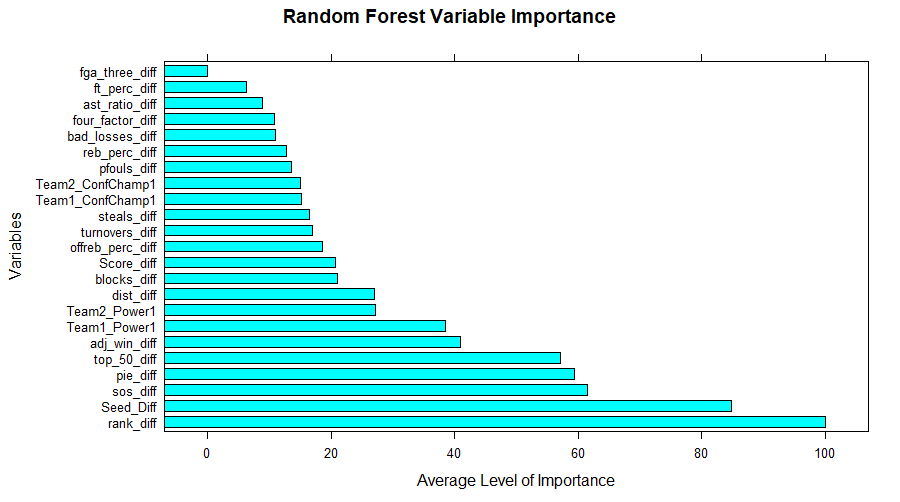 Random Forest Variable Importance
fga_three_diff
ft_perc_diff
ast_ratio_diff
four_factor_diff
bad_losses_diff
reb_perc_diff
pfouls_diff
Team2_ConfChamp1
Team1_ConfChamp1
steals_diff
turnovers_diff
offreb_perc_diff
Score_diff
blocks_diff
dist_diff
Team2_Power1
Team1_Power1
adj_win_diff
top_50_diff
pie_diff
sos_diff
Seed_Diff
rank_diff
Variables
0 20 40 60 80 100
Average Level of Importance